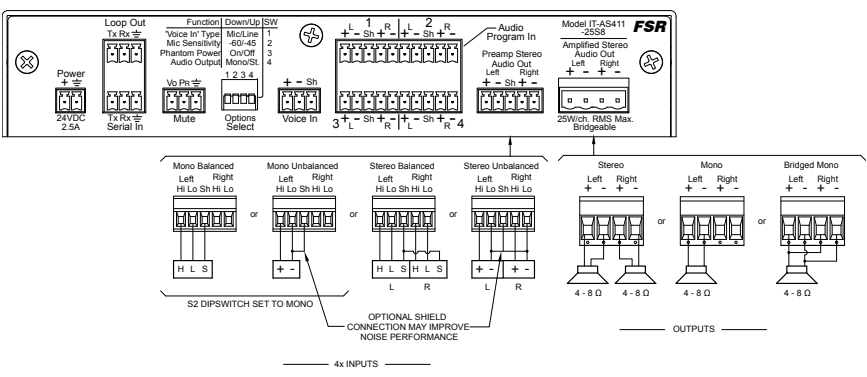 Loop Out
Tx Rx
Function Down/Up SW
'Voice In' Type Mic/Line 1
Mic Sensitivity -60/-45 2
Phantom Power On/Off 3
Audio Output Mono/St. 4
1 2 3 4
Power
+
24VDC
2.5A
Tx Rx
Serial In
Vo PR
Mute
Options
Select
+ - Sh
Voice In
1 2
L R L R
+ - Sh + - + - Sh + -
+ - Sh + - + - Sh + -
3 L R L R 4
Audio
Program In
Preamp Stereo
Audio Out
Left Right
+ - Sh + -
Model IT-AS411
-25S8
FSR
Amplified Stereo
Audio Out
Left Right
+ - + -
25W/ch. RMS Max.
Bridgeable
Mono Balanced
Left Right
Hi Lo Sh Hi Lo
H L S
or
Mono Unbalanced
Left Right
Hi Lo Sh Hi Lo
+ -
or
Stereo Balanced
Left Right
Hi Lo Sh Hi Lo
H L S H L S
L R
or
Stereo Unbalanced
Left Right
Hi Lo Sh Hi Lo
+ - + -
L R
S2 DIPSWITCH SET TO MONO
OPTIONAL SHIELD
CONNECTION MAY IMPROVE
NOISE PERFORMANCE
4x INPUTS
Stereo
Left Right
+ - + -
4 - 8 Ω 4 - 8 Ω
or
Mono
Left Right
+ - + -
4 - 8 Ω
or
Bridged Mono
Left Right
+ - + -
4 - 8 Ω
OUTPUTS